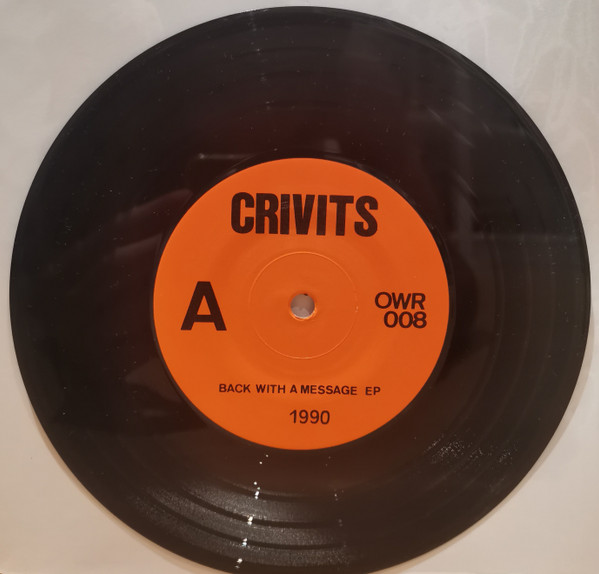 CRIVITS
A
OWR
008
BACK WITH A MESSAGE EP
1990